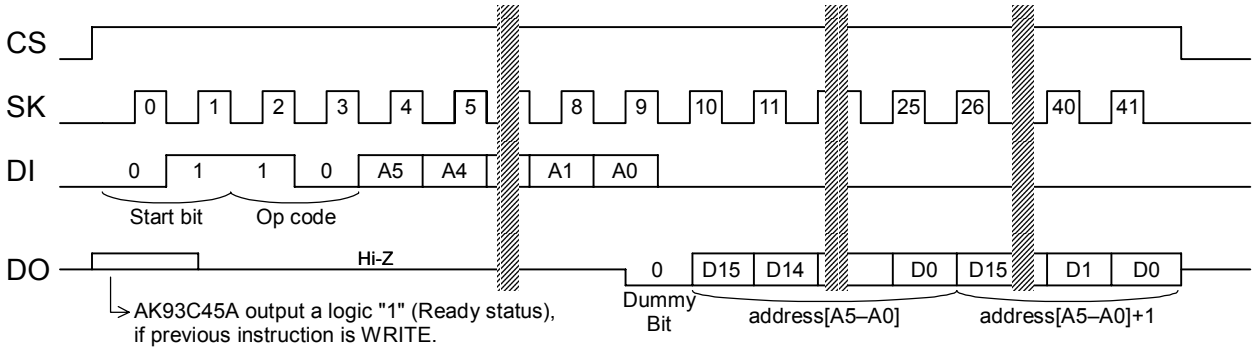 CS
SK 0 1 2 3 4 5 8 9 10 11 25 26 40 41
DI 0 1 1 0 A5 A4 A1 A0
Start bit Op code
DO Hi-Z 0 D15 D14 D0 D15 D1 D0
Dummy
Bit
address[A5–A0] address[A5–A0]+1
AK93C45A output a logic "1" (Ready status),
if previous instruction is WRITE.